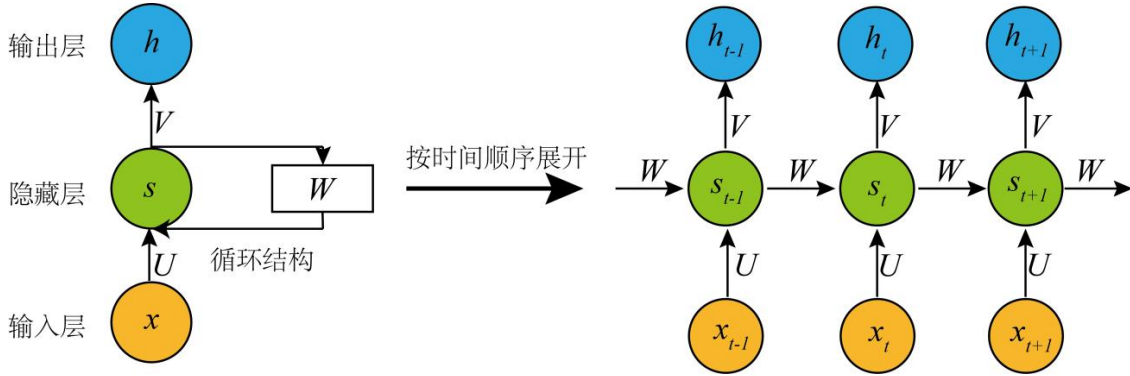 输出层 h h_{t-1} h_t h_{t+1}
V V V V
按时间顺序展开
隐藏层 s W W s_{t-1} W s_t W s_{t+1} W
循环结构
U U U U
输入层 x x_{t-1} x_t x_{t+1}